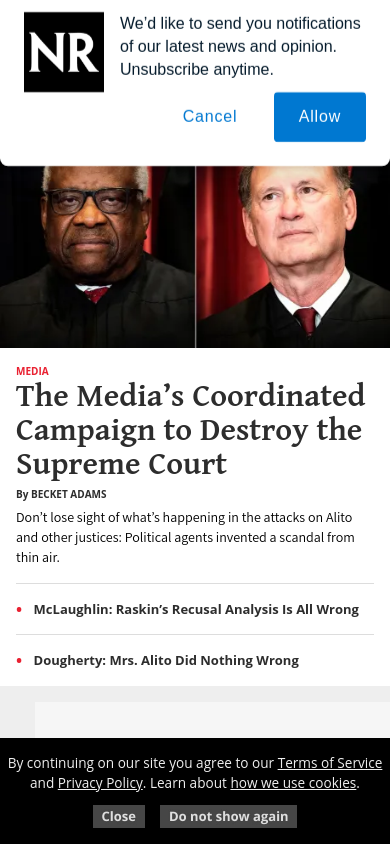 NR
We’d like to send you notifications
of our latest news and opinion.
Unsubscribe anytime.
Cancel
Allow
MEDIA
The Media’s Coordinated
Campaign to Destroy the
Supreme Court
By BECKET ADAMS
Don’t lose sight of what’s happening in the attacks on Alito
and other justices: Political agents invented a scandal from
thin air.
• McLaughlin: Raskin’s Recusal Analysis Is All Wrong
• Dougherty: Mrs. Alito Did Nothing Wrong
By continuing on our site you agree to our Terms of Service
and Privacy Policy. Learn about how we use cookies.
Close
Do not show again